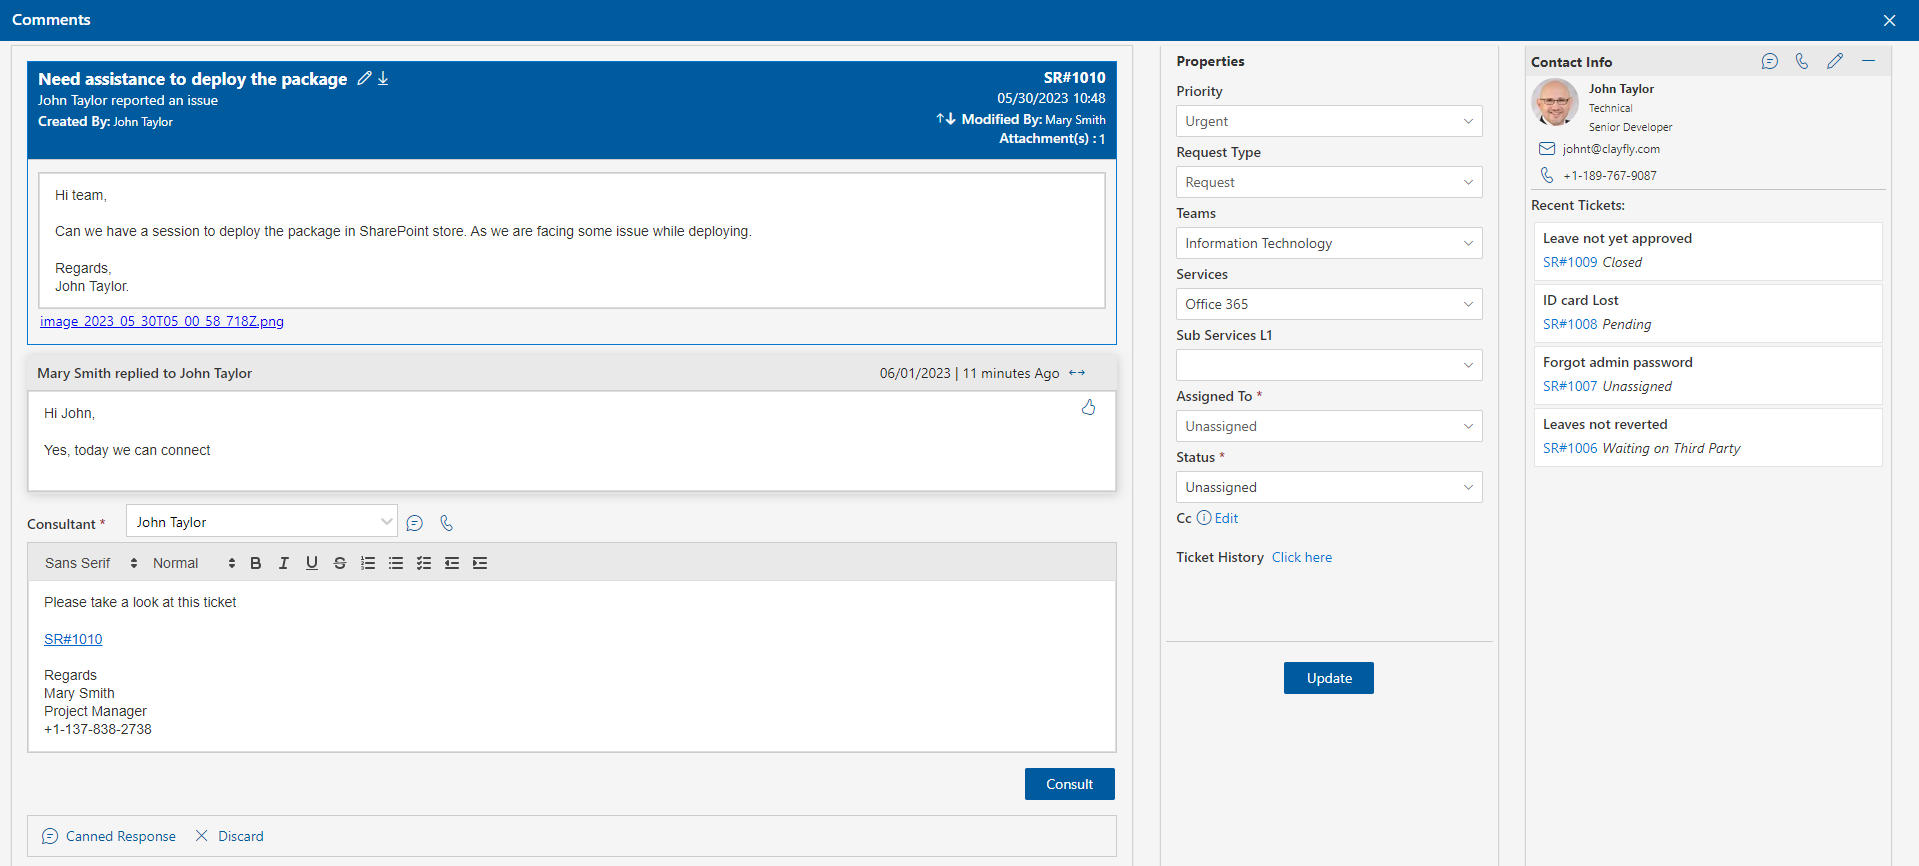 Comments
Need assistance to deploy the package
SR#1010
John Taylor reported an issue
05/30/2023 10:48
Created By: John Taylor
Modified By: Mary Smith
Attachment(s) : 1
Hi team,
Can we have a session to deploy the package in SharePoint store. As we are facing some issue while deploying.
Regards,
John Taylor.
image_2023_05_30T05_00_58_718Z.png
Mary Smith replied to John Taylor
06/01/2023 | 11 minutes Ago
Hi John,
Yes, today we can connect
Consultant *
John Taylor
Sans Serif
Normal
B I U S
Please take a look at this ticket
SR#1010
Regards
Mary Smith
Project Manager
+1-137-838-2738
Consult
Canned Response
Discard
Properties
Priority
Urgent
Request Type
Request
Teams
Information Technology
Services
Office 365
Sub Services L1
Assigned To *
Unassigned
Status *
Unassigned
Cc Edit
Ticket History Click here
Update
Contact Info
John Taylor
Technical
Senior Developer
johnt@clayfly.com
+1-189-767-9087
Recent Tickets:
Leave not yet approved
SR#1009 Closed
ID card Lost
SR#1008 Pending
Forgot admin password
SR#1007 Unassigned
Leaves not reverted
SR#1006 Waiting on Third Party